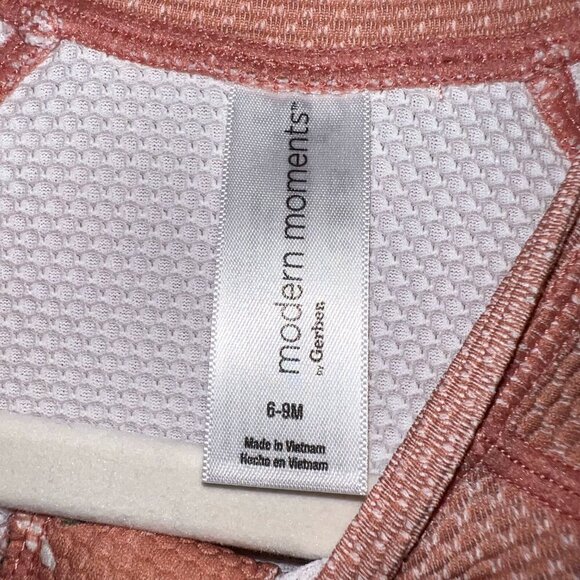 modern moments™
by Gerber.
6-9M
Made in Vietnam
Hecho en Vietnam